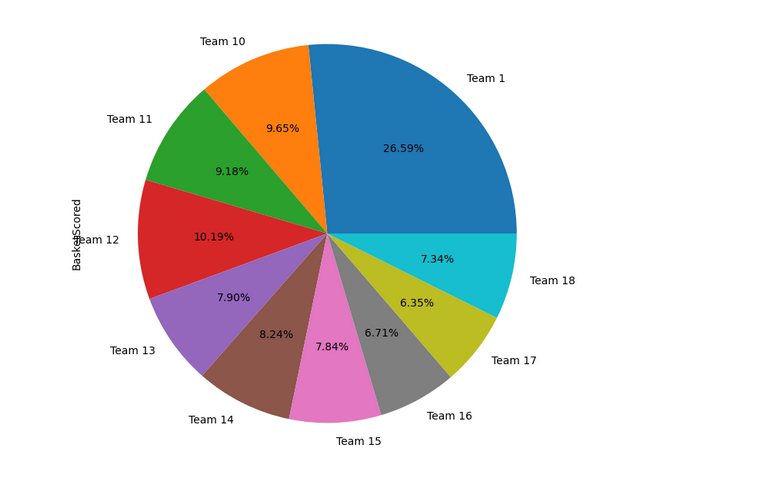 Team 10
Team 1
9.65%
26.59%
Team 11
9.18%
BasketScored
Team 12
10.19%
7.34%
Team 18
7.90%
6.35%
8.24%
6.71%
7.84%
Team 13
Team 17
Team 14
Team 16
Team 15